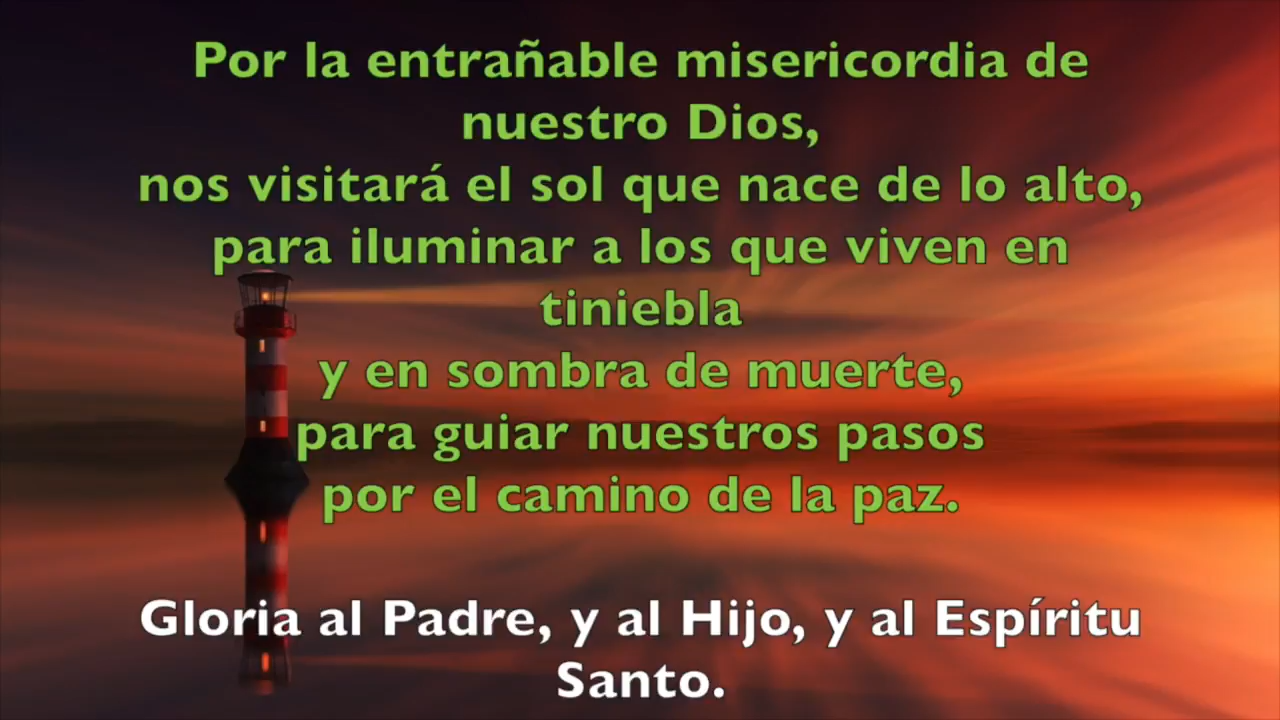 Por la entrañable misericordia de
nuestro Dios,
nos visitará el sol que nace de lo alto,
para iluminar a los que viven en
tiniebla
y en sombra de muerte,
para guiar nuestros pasos
por el camino de la paz.
Gloria al Padre, y al Hijo, y al Espíritu
Santo.